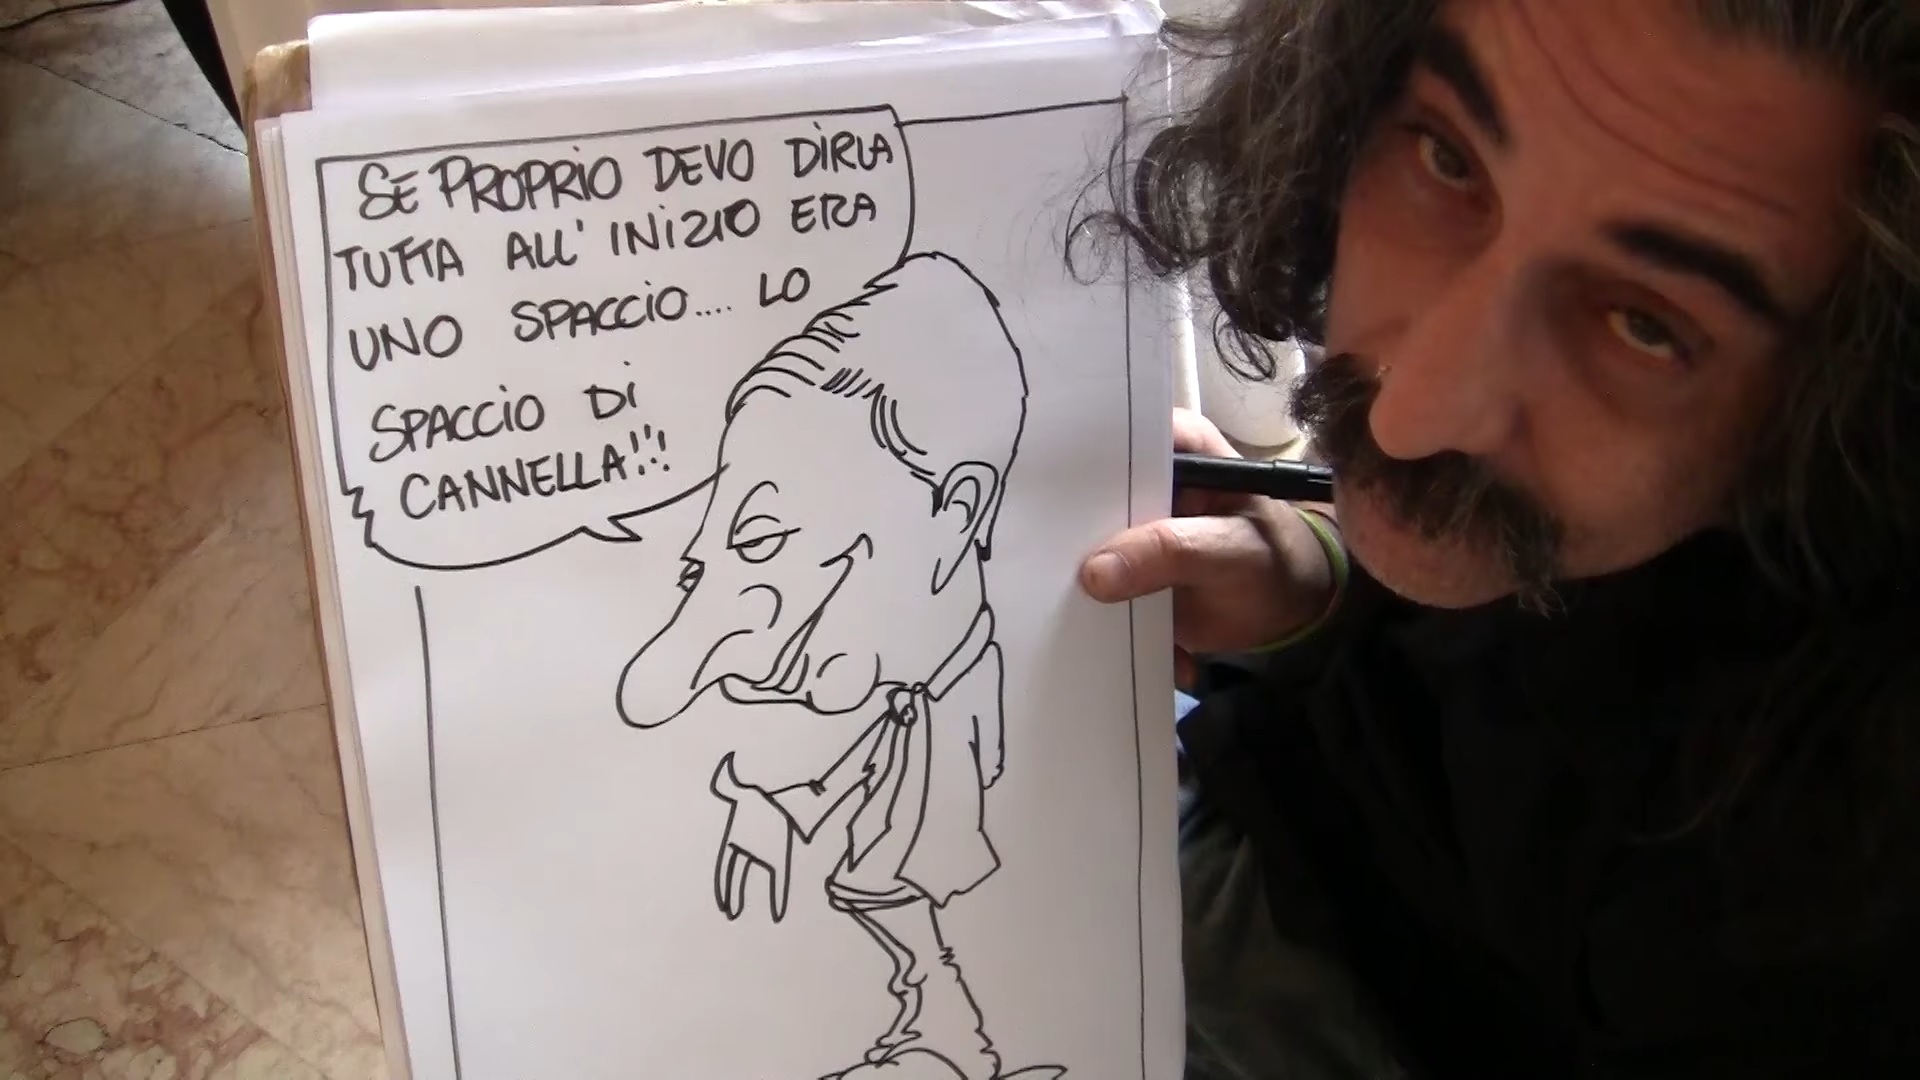 SE PROPRIO DEVO DIRLA
TUTTA ALL' INIZIO ERA
UNO SPACCIO.... LO
SPACCIO DI
CANNELLA!!!